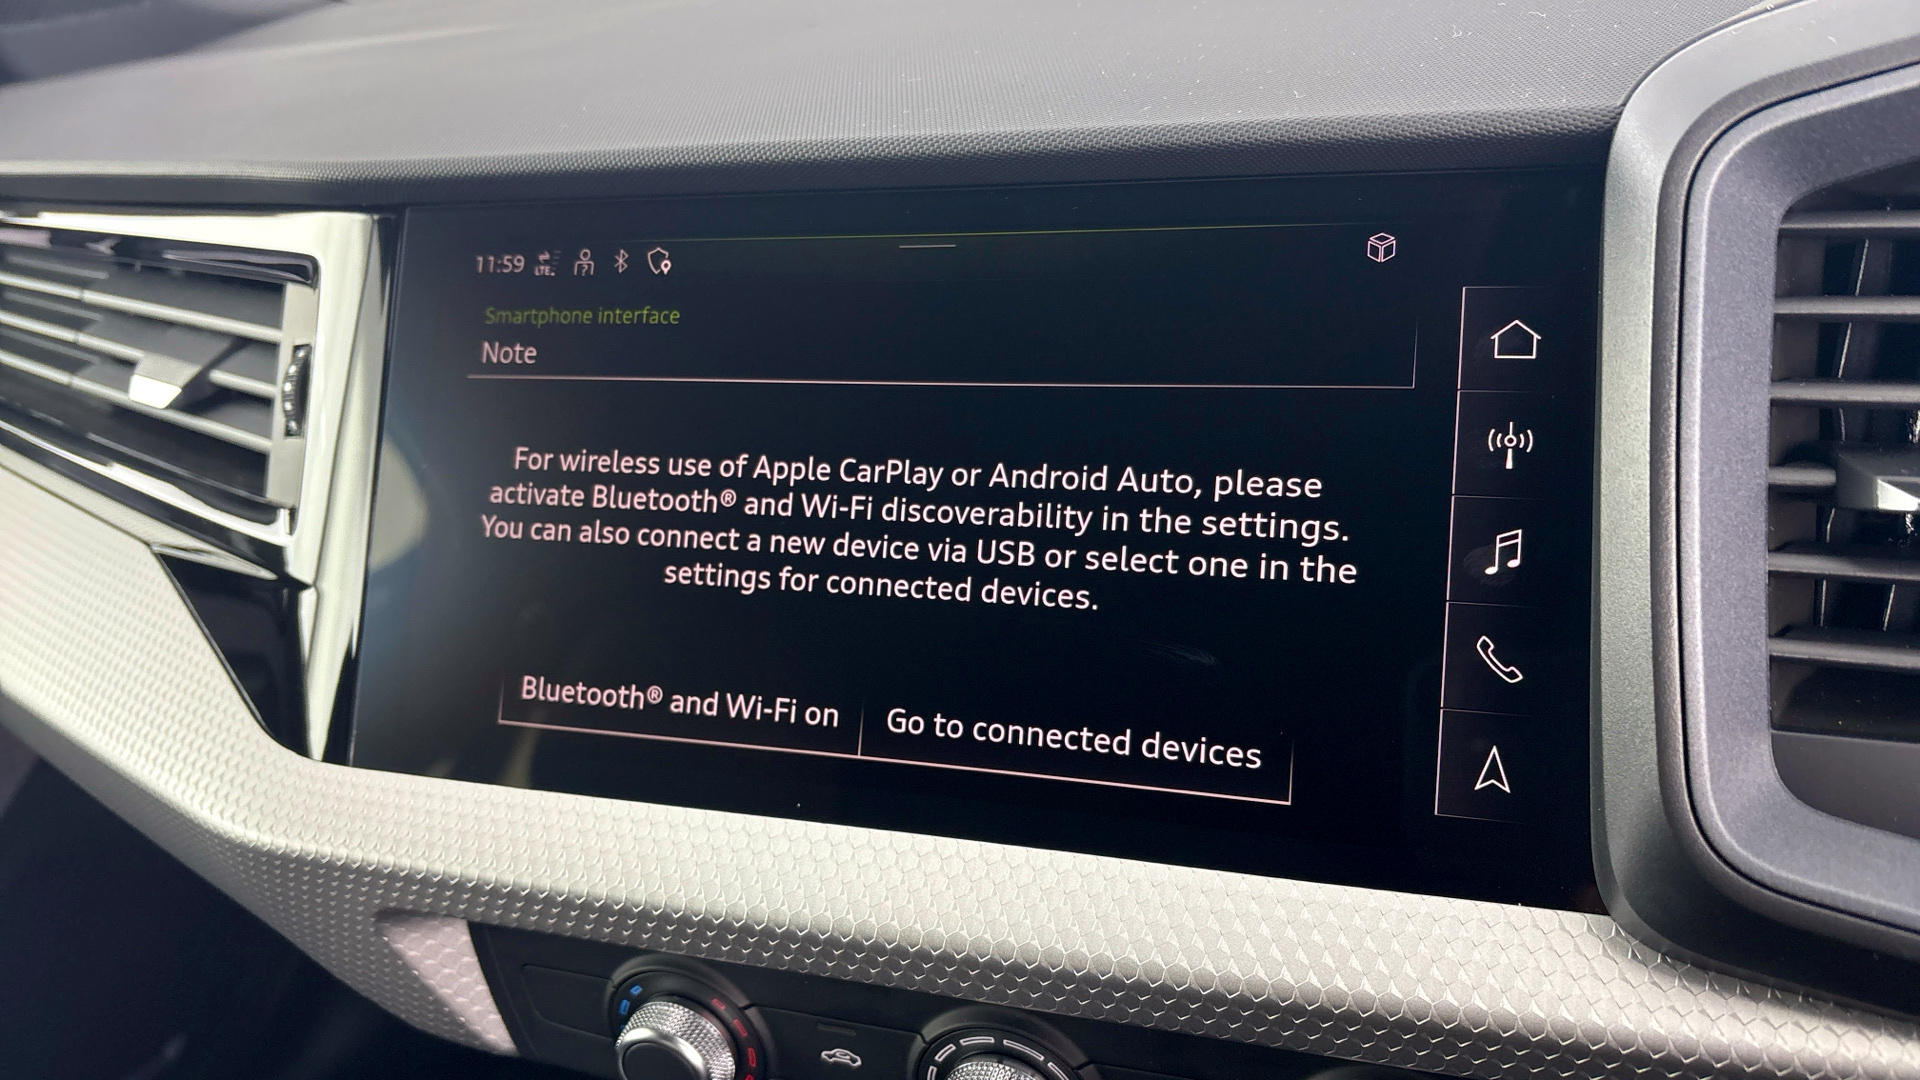 11:59 LTE
Smartphone interface
Note
For wireless use of Apple CarPlay or Android Auto, please
activate Bluetooth® and Wi-Fi discoverability in the settings.
You can also connect a new device via USB or select one in the
settings for connected devices.
Bluetooth® and Wi-Fi on
Go to connected devices